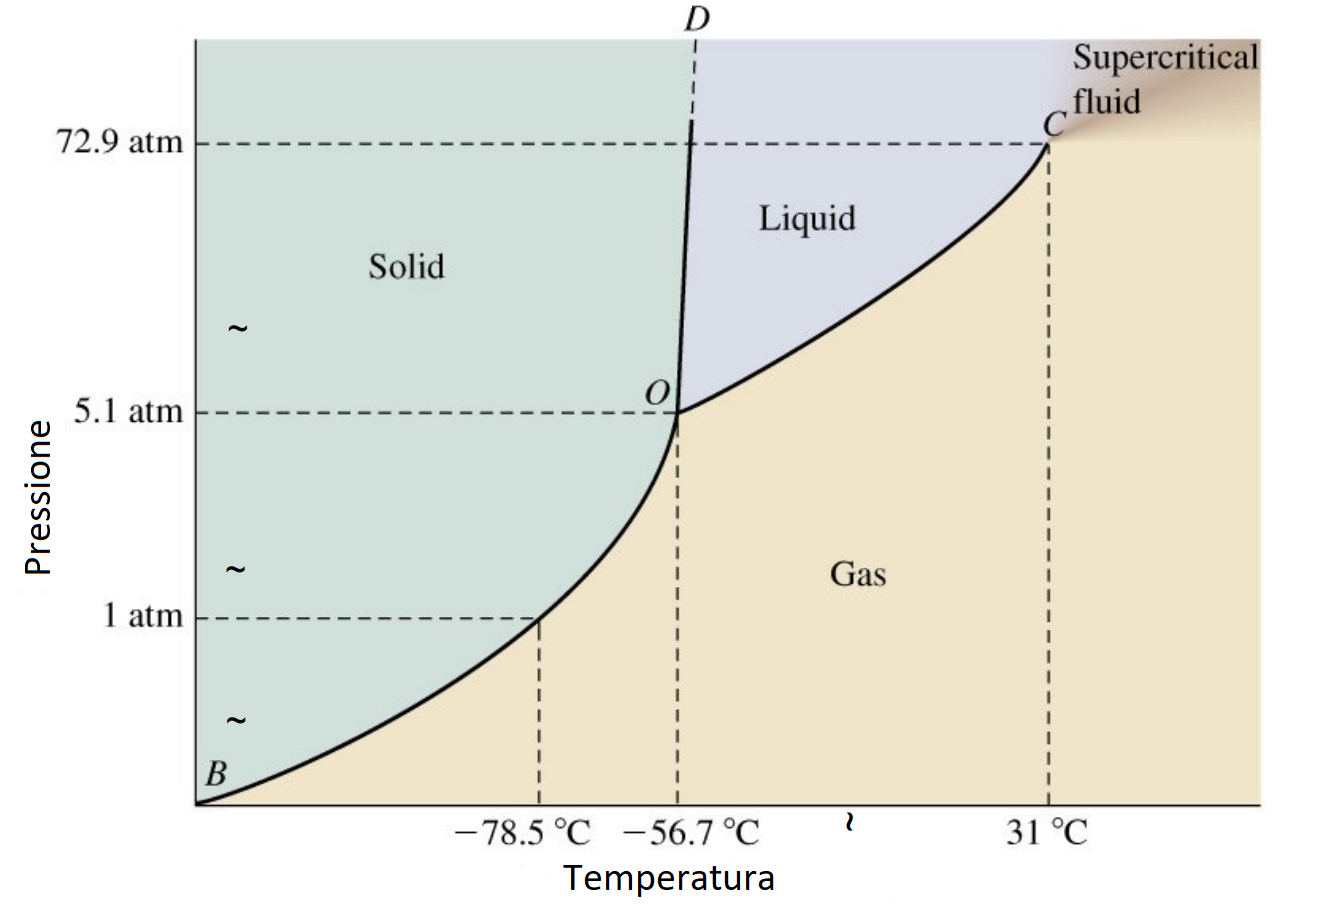 D
Supercritical
fluid
72.9 atm
C
Liquid
Solid
~
O
5.1 atm
Pressione
~
Gas
1 atm
~
B
−78.5 °C
−56.7 °C
~
31 °C
Temperatura